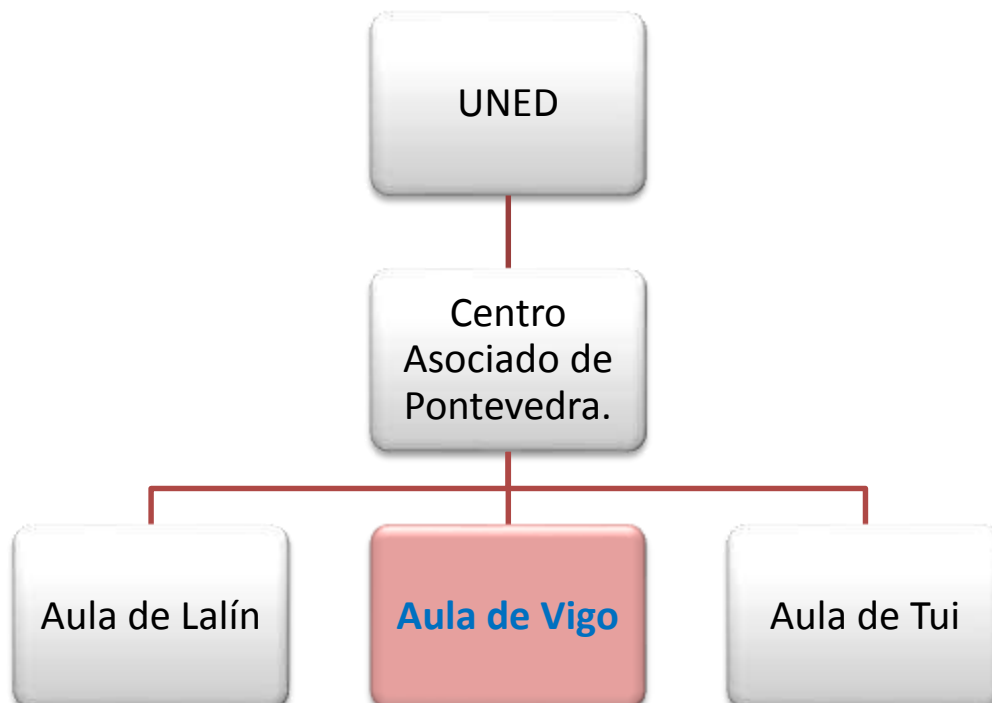 UNED
Centro
Asociado de
Pontevedra.
Aula de Lalín
Aula de Vigo
Aula de Tui